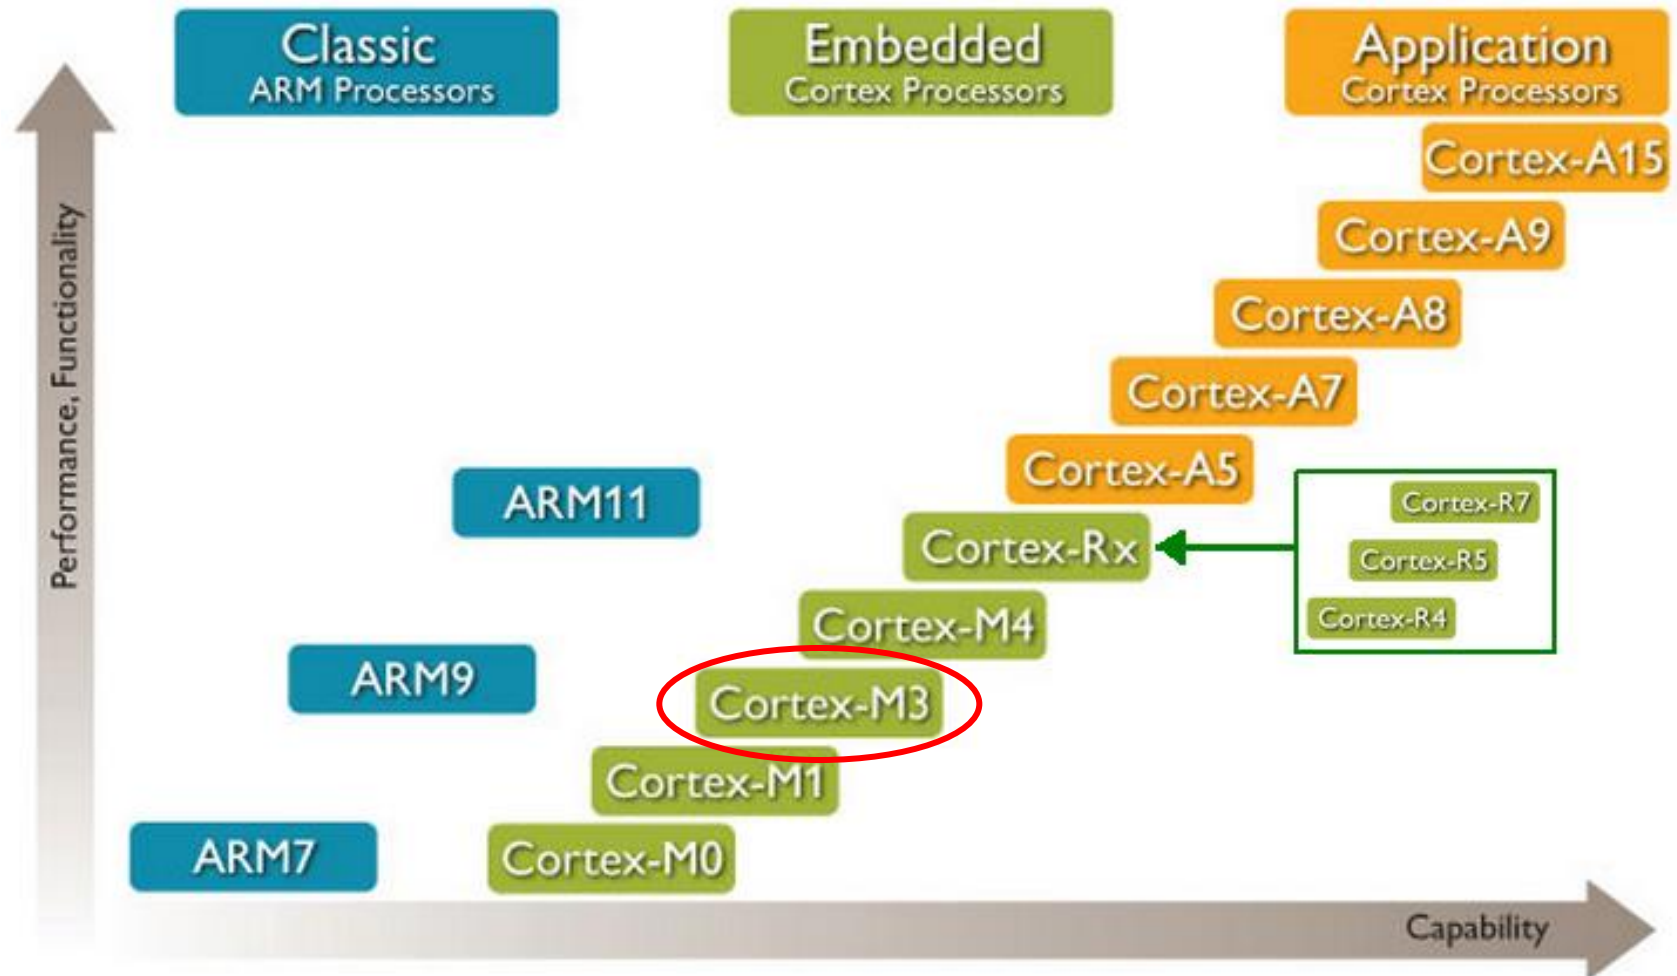 Classic
ARM Processors
Embedded
Cortex Processors
Application
Cortex Processors
Performance, Functionality
Cortex-A15
Cortex-A9
Cortex-A8
Cortex-A7
Cortex-A5
ARM11
Cortex-Rx
Cortex-R7
Cortex-R5
Cortex-R4
Cortex-M4
ARM9
Cortex-M3
Cortex-M1
ARM7
Cortex-M0
Capability